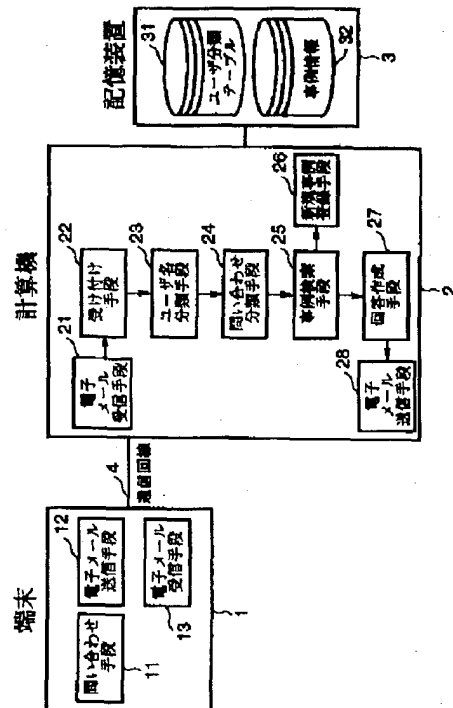 端末
問い合わせ
手段
11
電子メール
送信手段
12
電子メール
受信手段
13
1
4
通信回線
計算機
電子
メール
受信手段
21
受け付け
手段
22
ユーザ名
分類手段
23
問い合わせ
分類手段
24
事例検索
手段
25
新規事例
登録手段
26
回答作成
手段
27
電子
メール
送信手段
28
2
記憶装置
ユーザ分類
テーブル
31
事例情報
32
3